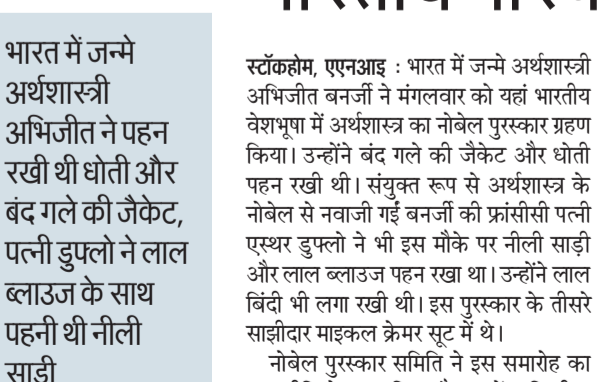 भारत में जन्मे
अर्थशास्त्री
अभिजीत ने पहन
रखी थी धोती और
बंद गले की जैकेट,
पत्नी डुफ्लो ने लाल
ब्लाउज के साथ
पहनी थी नीली
साड़ी
स्टॉकहोम, एएनआइ : भारत में जन्मे अर्थशास्त्री
अभिजीत बनर्जी ने मंगलवार को यहां भारतीय
वेशभूषा में अर्थशास्त्र का नोबेल पुरस्कार ग्रहण
किया। उन्होंने बंद गले की जैकेट और धोती
पहन रखी थी। संयुक्त रूप से अर्थशास्त्र के
नोबेल से नवाजी गईं बनर्जी की फ्रांसीसी पत्नी
एस्थर डुफ्लो ने भी इस मौके पर नीली साड़ी
और लाल ब्लाउज पहन रखा था। उन्होंने लाल
बिंदी भी लगा रखी थी। इस पुरस्कार के तीसरे
साझीदार माइकल क्रेमर सूट में थे।
नोबेल पुरस्कार समिति ने इस समारोह का